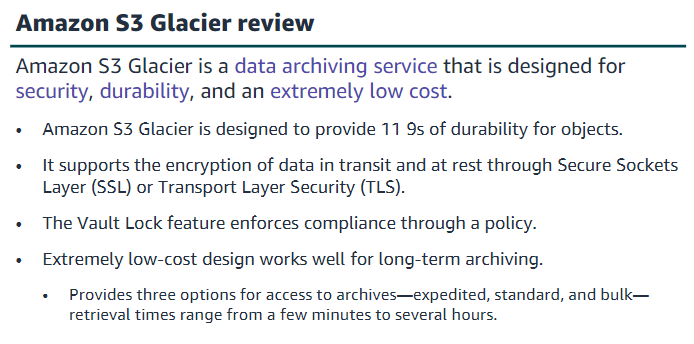 Amazon S3 Glacier review
Amazon S3 Glacier is a data archiving service that is designed for
security, durability, and an extremely low cost.
• Amazon S3 Glacier is designed to provide 11 9s of durability for objects.
• It supports the encryption of data in transit and at rest through Secure Sockets
Layer (SSL) or Transport Layer Security (TLS).
• The Vault Lock feature enforces compliance through a policy.
• Extremely low-cost design works well for long-term archiving.
• Provides three options for access to archives—expedited, standard, and bulk—
retrieval times range from a few minutes to several hours.